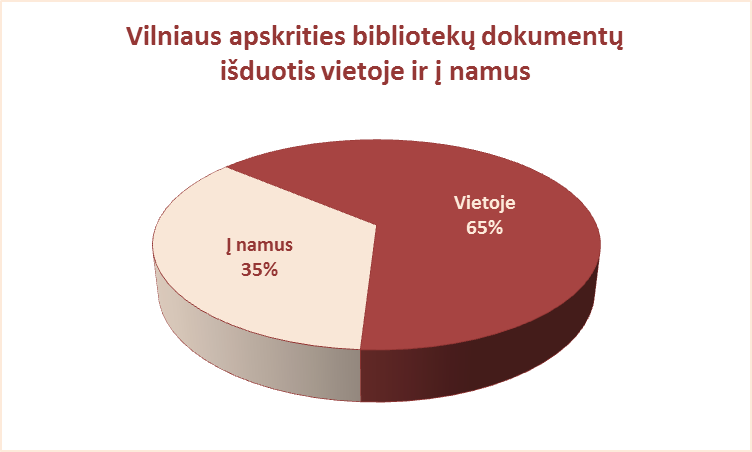 Vilniaus apskrities bibliotekų dokumentų
išduotis vietoje ir į namus
Vietoje
65%
Į namus
35%